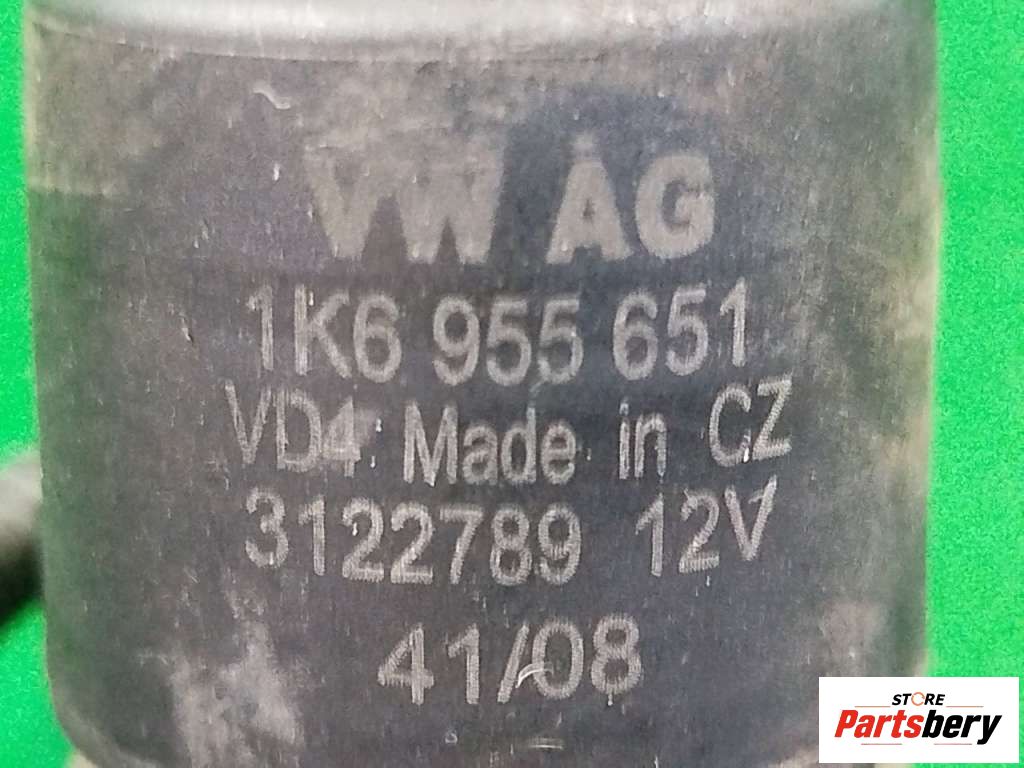 VW AG
1K6 955 651
VD4 Made in CZ
3122789 12V
41/08
STORE
Partsbery